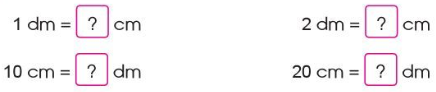 1 dm = ? cm 2 dm = ? cm
10 cm = ? dm 20 cm = ? dm